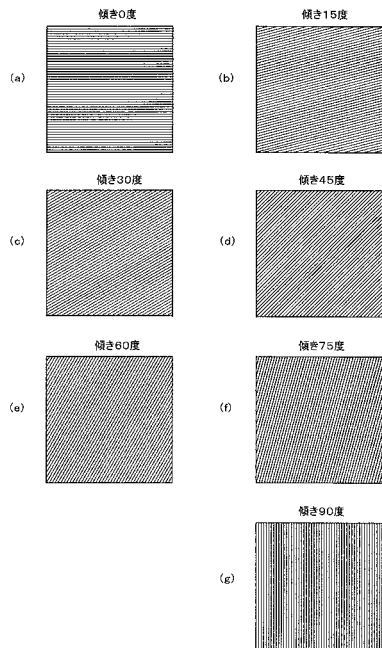 傾き0度
(a)
傾き15度
(b)
傾き30度
(c)
傾き45度
(d)
傾き60度
(e)
傾き75度
(f)
傾き90度
(g)